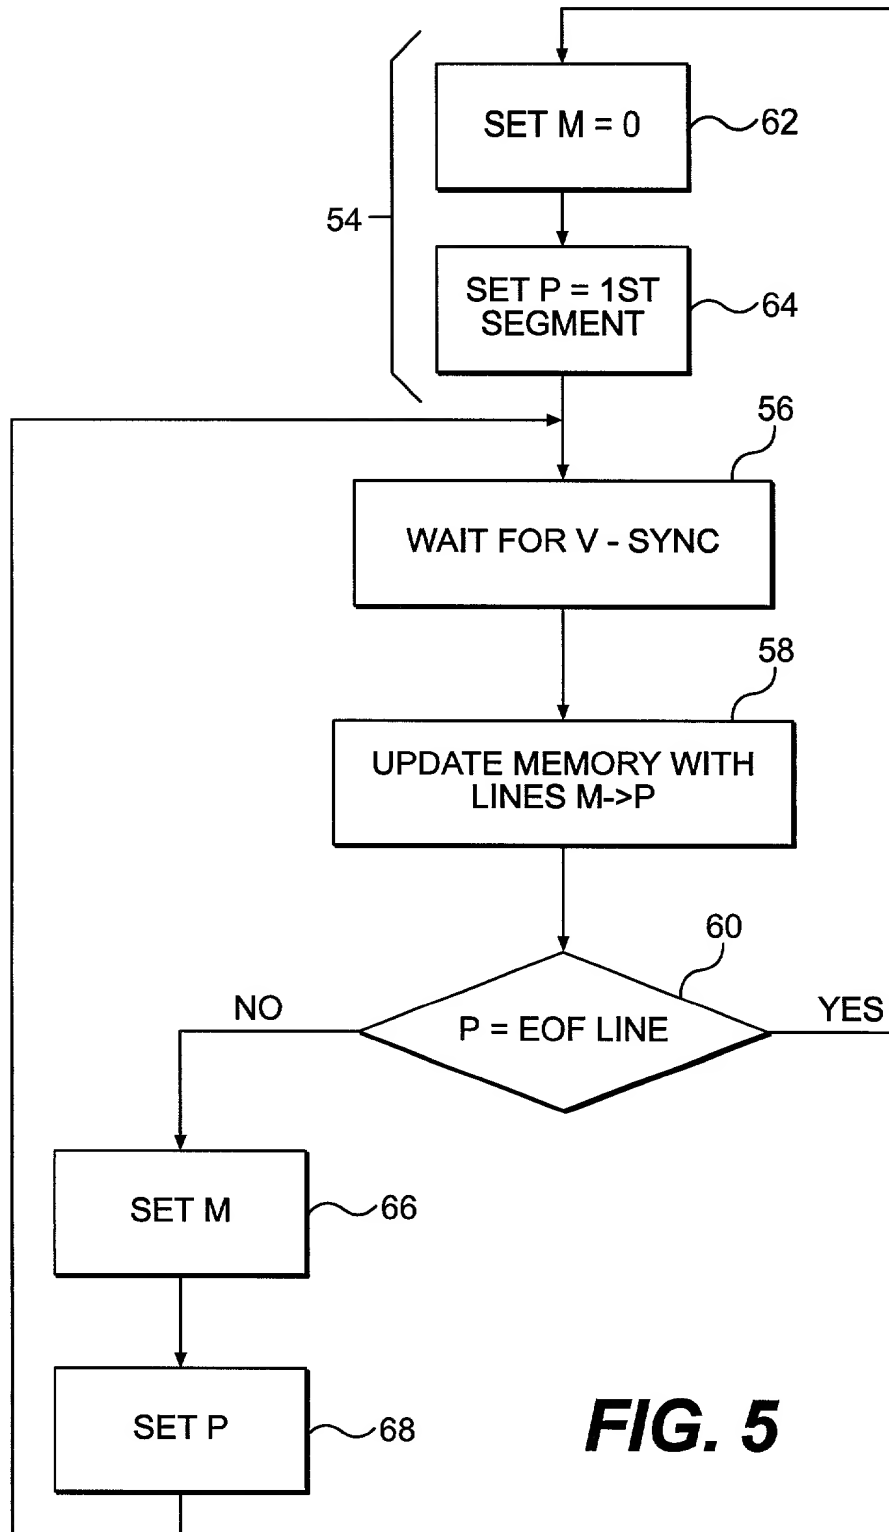 SET M = 0
62
54
SET P = 1ST
SEGMENT
64
56
WAIT FOR V - SYNC
58
UPDATE MEMORY WITH
LINES M->P
60
NO
P = EOF LINE
YES
SET M
66
SET P
68
FIG. 5